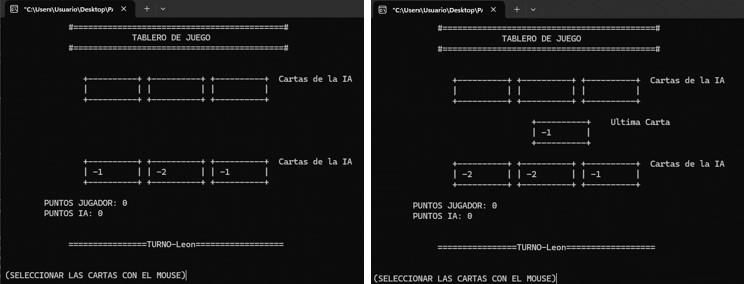 "C:\Users\Usuario\Desktop\P
TABLERO DE JUEGO
Cartas de la IA
-1 -2 -1
Cartas de la IA
PUNTOS JUGADOR: 0
PUNTOS IA: 0
TURNO-Leon
(SELECCIONAR LAS CARTAS CON EL MOUSE)
"C:\Users\Usuario\Desktop\P
TABLERO DE JUEGO
Cartas de la IA
-1
Ultima Carta
-2 -2 -1
Cartas de la IA
PUNTOS JUGADOR: 0
PUNTOS IA: 0
TURNO-Leon
(SELECCIONAR LAS CARTAS CON EL MOUSE)